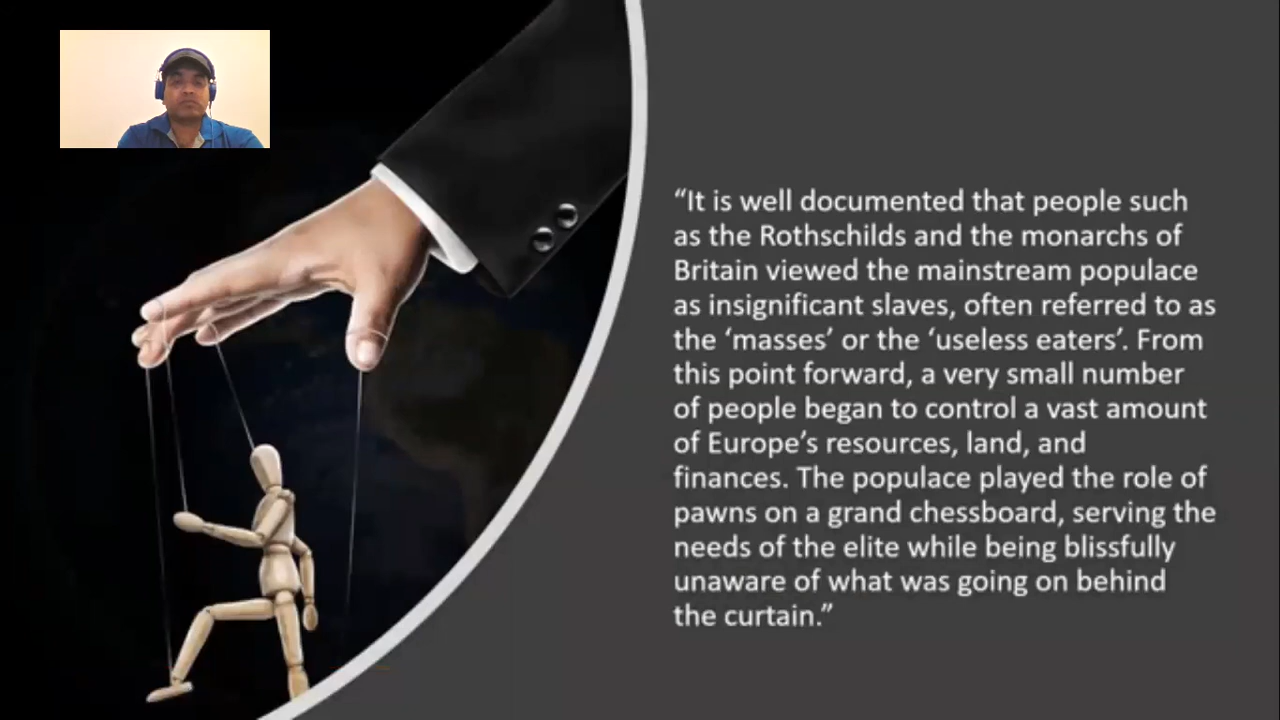 “It is well documented that people such
as the Rothschilds and the monarchs of
Britain viewed the mainstream populace
as insignificant slaves, often referred to as
the ‘masses’ or the ‘useless eaters’. From
this point forward, a very small number
of people began to control a vast amount
of Europe’s resources, land, and
finances. The populace played the role of
pawns on a grand chessboard, serving the
needs of the elite while being blissfully
unaware of what was going on behind
the curtain.”